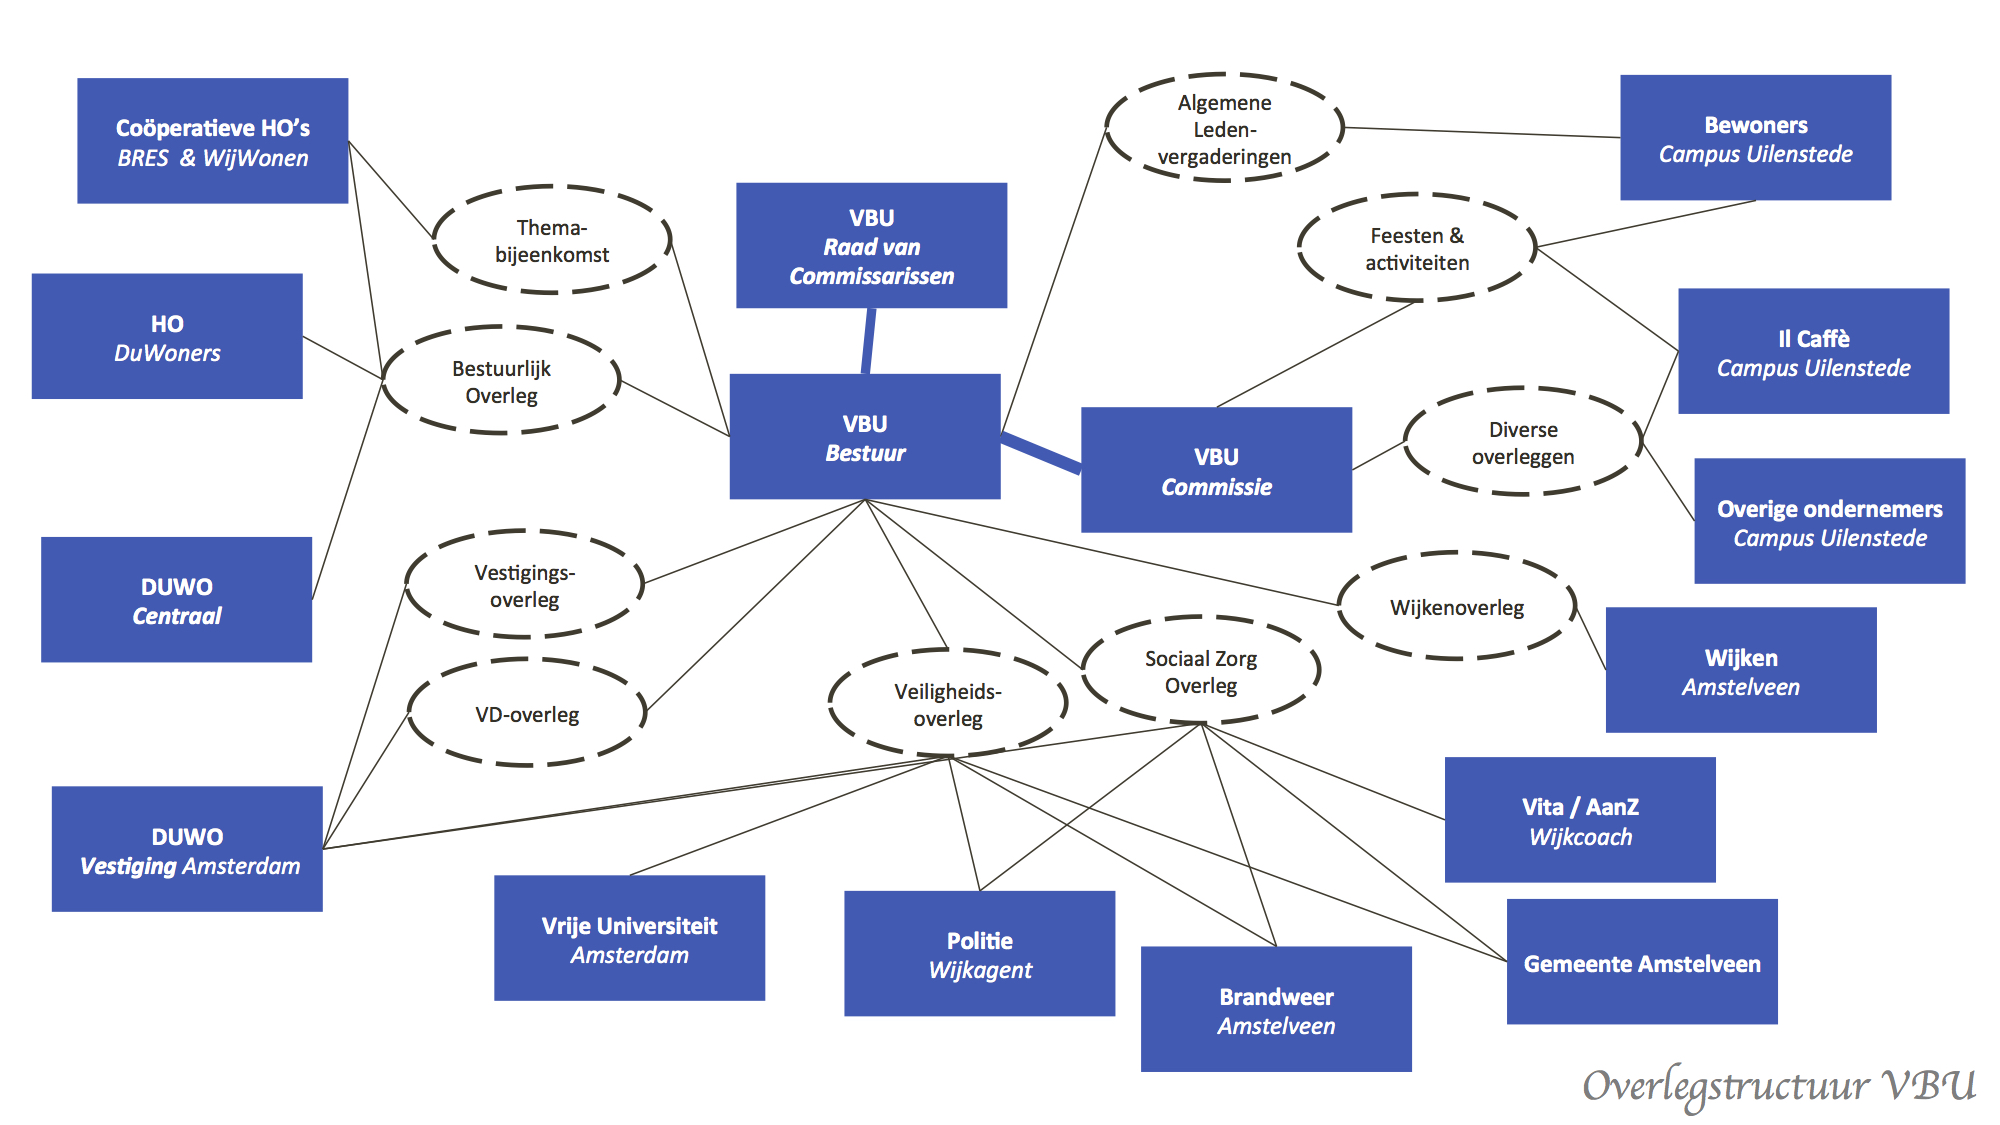 Coöperatieve HO’s
BRES & WijWonen
HO
DuWoners
DUWO
Centraal
DUWO
Vestiging Amsterdam
Thema-
bijeenkomst
Bestuurlijk
Overleg
Vestigings-
overleg
VD-overleg
VBU
Raad van
Commissarissen
VBU
Bestuur
VBU
Commissie
Algemene
Leden-
vergaderingen
Feesten &
activiteiten
Diverse
overleggen
Wijkenoverleg
Sociaal Zorg
Overleg
Veiligheids-
overleg
Bewoners
Campus Uilenstede
Il Caffè
Campus Uilenstede
Overige ondernemers
Campus Uilenstede
Wijken
Amstelveen
Vita / AanZ
Wijkcoach
Gemeente Amstelveen
Brandweer
Amstelveen
Politie
Wijkagent
Vrije Universiteit
Amsterdam
Overlegstructuur VBU